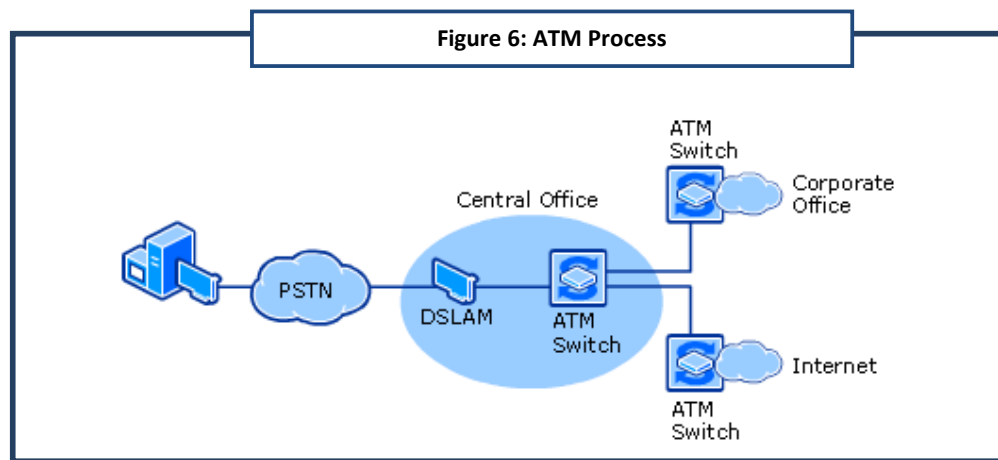 Figure 6: ATM Process
ATM
Switch
Corporate
Office
Central Office
PSTN
DSLAM
ATM
Switch
Internet
ATM
Switch